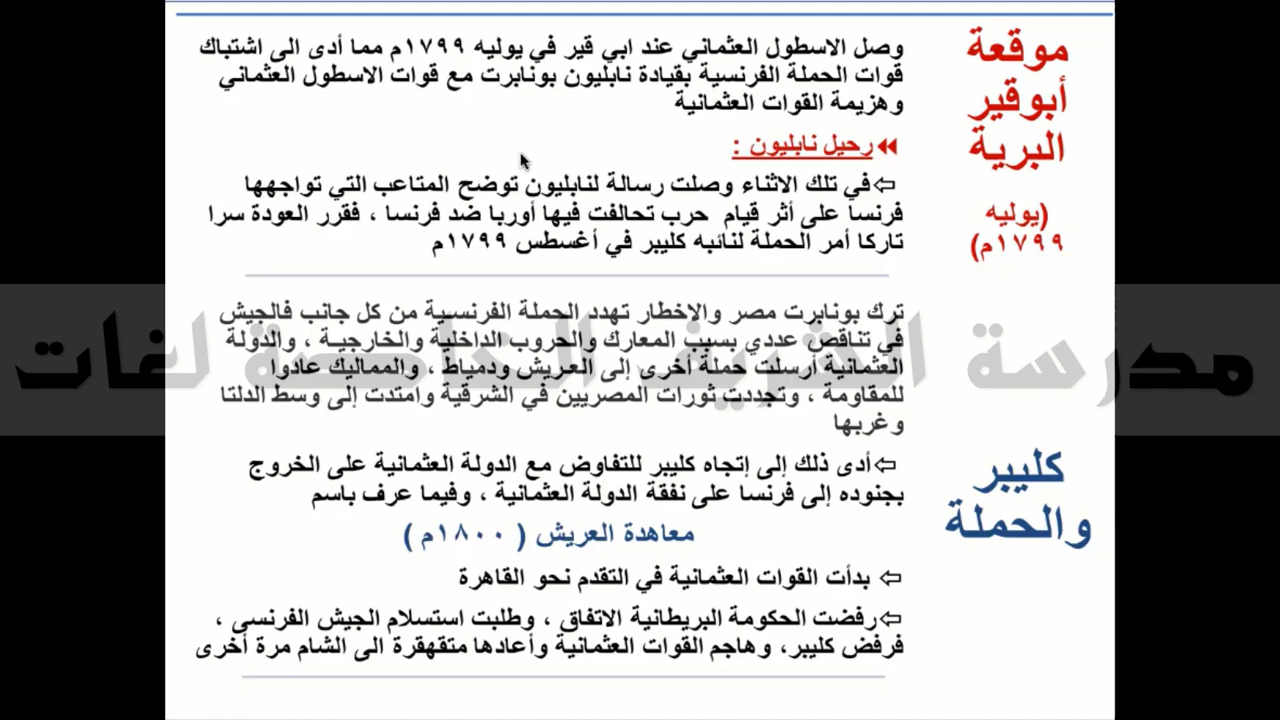 موقعة
أبوقير
البرية
(يوليه
١٧٩٩م)
وصل الاسطول العثماني عند ابي قير في يوليه ١٧٩٩م مما أدى الى اشتباك
قوات الحملة الفرنسية بقيادة نابليون بونابرت مع قوات الاسطول العثماني
وهزيمة القوات العثمانية
رحيل نابليون :
⇦في تلك الاثناء وصلت رسالة لنابليون توضح المتاعب التي تواجهها
فرنسا على أثر قيام حرب تحالفت فيها أوربا ضد فرنسا ، فقرر العودة سرا
تاركا أمر الحملة لنائبه كليبر في أغسطس ١٧٩٩م
كليبر
والحملة
ترك بونابرت مصر والاخطار تهدد الحملة الفرنسية من كل جانب فالجيش
في تناقص عددي بسبب المعارك والحروب الداخلية والخارجية ، والدولة
العثمانية أرسلت حملة أخرى إلى العريش ودمياط ، والمماليك عادوا
للمقاومة ، وتجددت ثورات المصريين في الشرقية وامتدت إلى وسط الدلتا
وغربها
⇦أدى ذلك إلى إتجاه كليبر للتفاوض مع الدولة العثمانية على الخروج
بجنوده إلى فرنسا على نفقة الدولة العثمانية ، وفيما عرف باسم
معاهدة العريش ( ١٨٠٠م )
⇦ بدأت القوات العثمانية في التقدم نحو القاهرة
⇦رفضت الحكومة البريطانية الاتفاق ، وطلبت استسلام الجيش الفرنسى ،
فرفض كليبر، وهاجم القوات العثمانية وأعادها متقهقرة الى الشام مرة أخرى
مدرسة الشريف الخاصة لغات